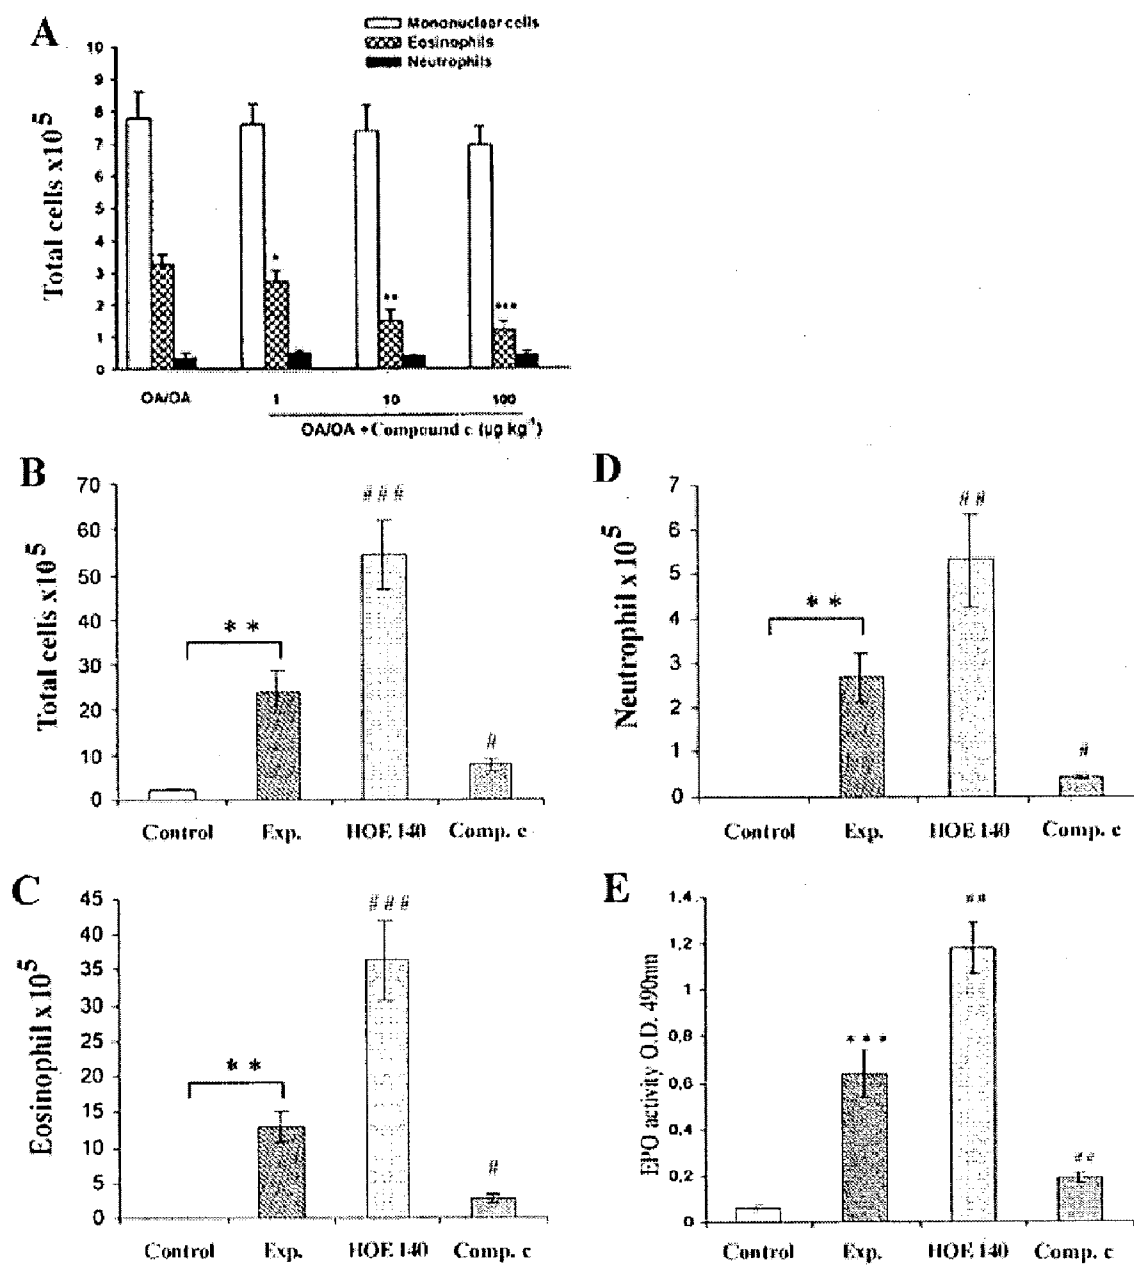 A
Mononuclear cells
Eosinophils
Neutrophils
Total cells x10^5
10
9
8
7
6
5
4
3
2
1
0
*
**
***
OA/OA
1
10
100
OA/OA +Compound c (ug kg^-1)
B
Total cells x10^5
70
60
50
40
30
20
10
0
* *
###
#
Control
Exp.
HOE 140
Comp. c
D
Neutrophil x10^5
7
6
5
4
3
2
1
0
* *
##
#
Control
Exp.
HOE 140
Comp. c
C
Eosinophil x10^5
45
40
35
30
25
20
15
10
5
0
* *
###
#
Control
Exp.
HOE 140
Comp. c
E
EPO activity O.D. 490nm
1,4
1,2
1
0,8
0,6
0,4
0,2
0
***
##
##
Control
Exp.
HOE 140
Comp. c